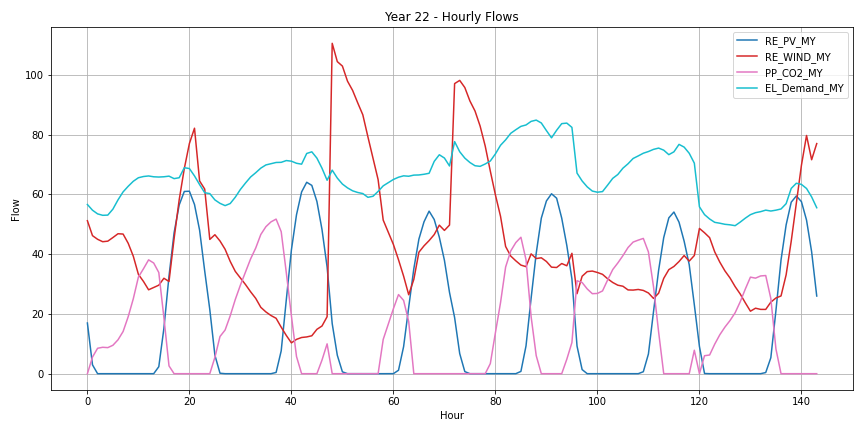 Year 22 - Hourly Flows
RE_PV_MY
RE_WIND_MY
PP_CO2_MY
EL_Demand_MY
100
80
60
40
20
0
Flow
0 20 40 60 80 100 120 140
Hour